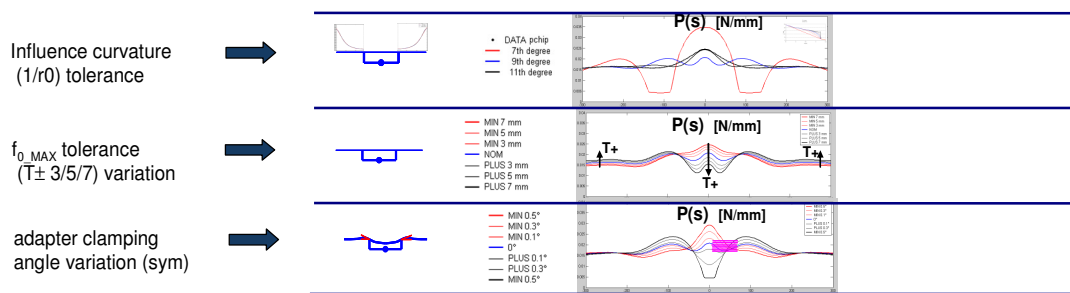 Influence curvature
(1/r0) tolerance
• DATA pchip
7th degree
9th degree
11th degree
P(s) [N/mm]
f0_MAX tolerance
(T± 3/5/7) variation
MIN 7 mm
MIN 5 mm
MIN 3 mm
NOM
PLUS 3 mm
PLUS 5 mm
PLUS 7 mm
P(s) [N/mm]
T+
T+
T+
adapter clamping
angle variation (sym)
MIN 0.5°
MIN 0.3°
MIN 0.1°
0°
PLUS 0.1°
PLUS 0.3°
MIN 0.5°
P(s) [N/mm]